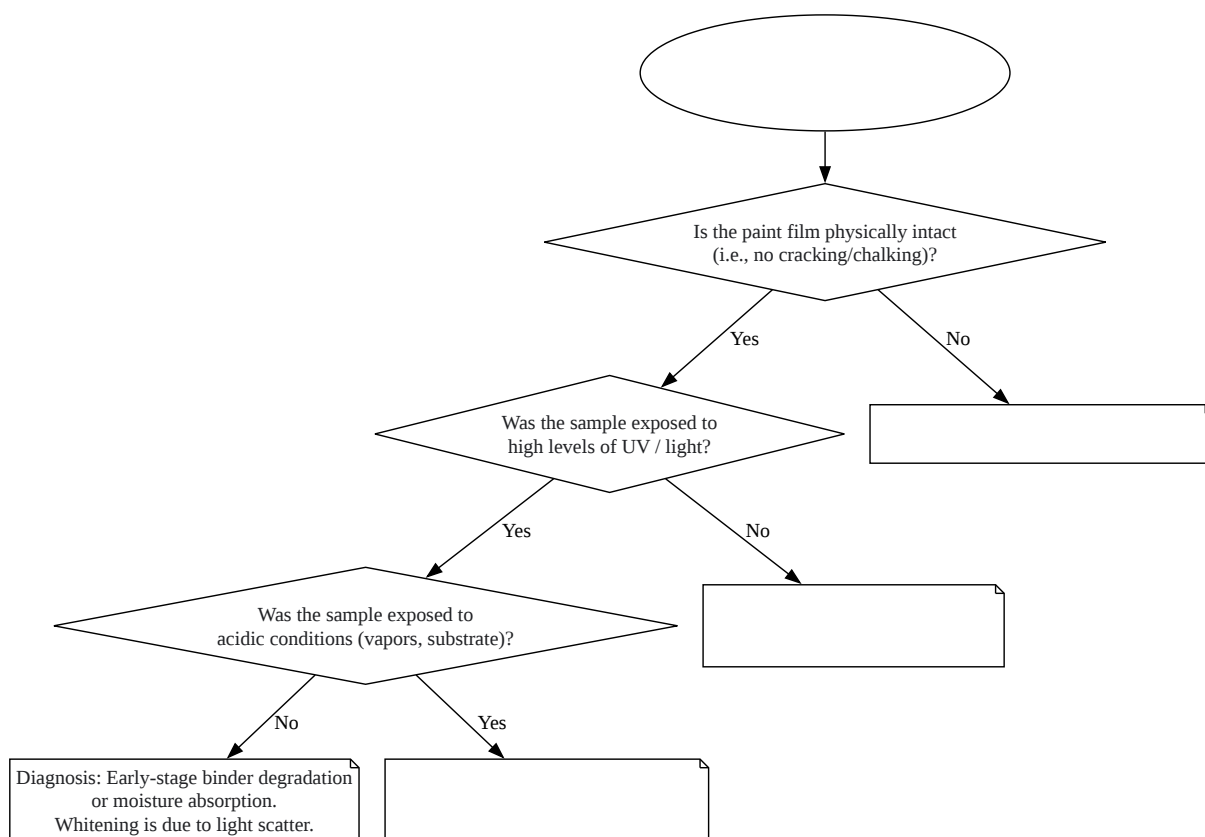 Is the paint film physically intact
(i.e., no cracking/chalking)?
Yes
No
Was the sample exposed to
high levels of UV / light?
Yes
No
Was the sample exposed to
acidic conditions (vapors, substrate)?
No
Yes
Diagnosis: Early-stage binder degradation
or moisture absorption.
Whitening is due to light scatter.